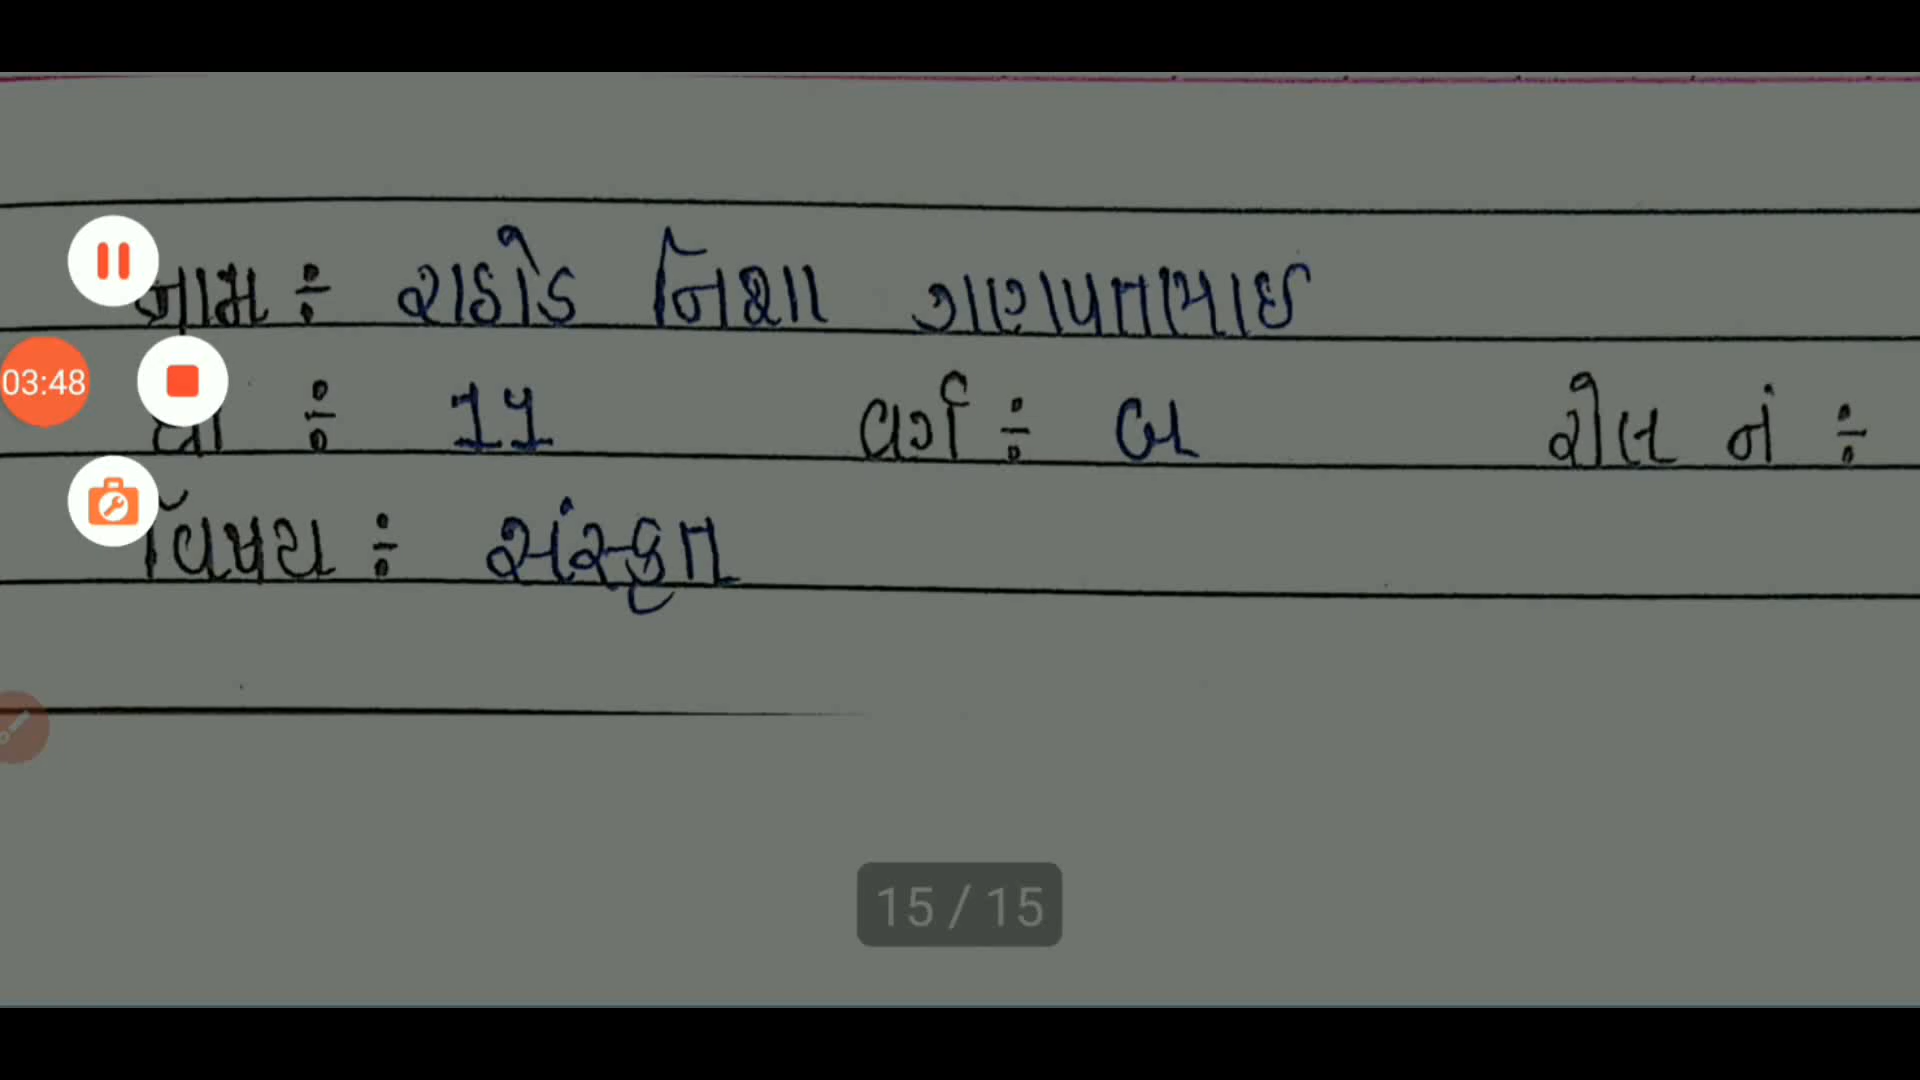 નામ ÷ રાઠોડ નિશા ગણપતભાઈ
03:48
ધો ÷ 11 વર્ગ ÷ બ રોલ નં ÷
વિષય ÷ સંસ્કૃત
15 / 15